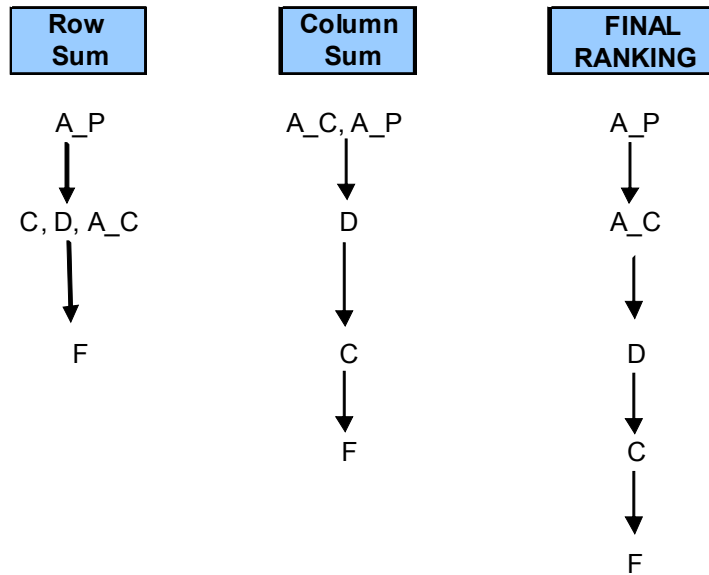 Row
Sum
A_P
C, D, A_C
F
Column
Sum
A_C, A_P
D
C
F
FINAL
RANKING
A_P
A_C
D
C
F